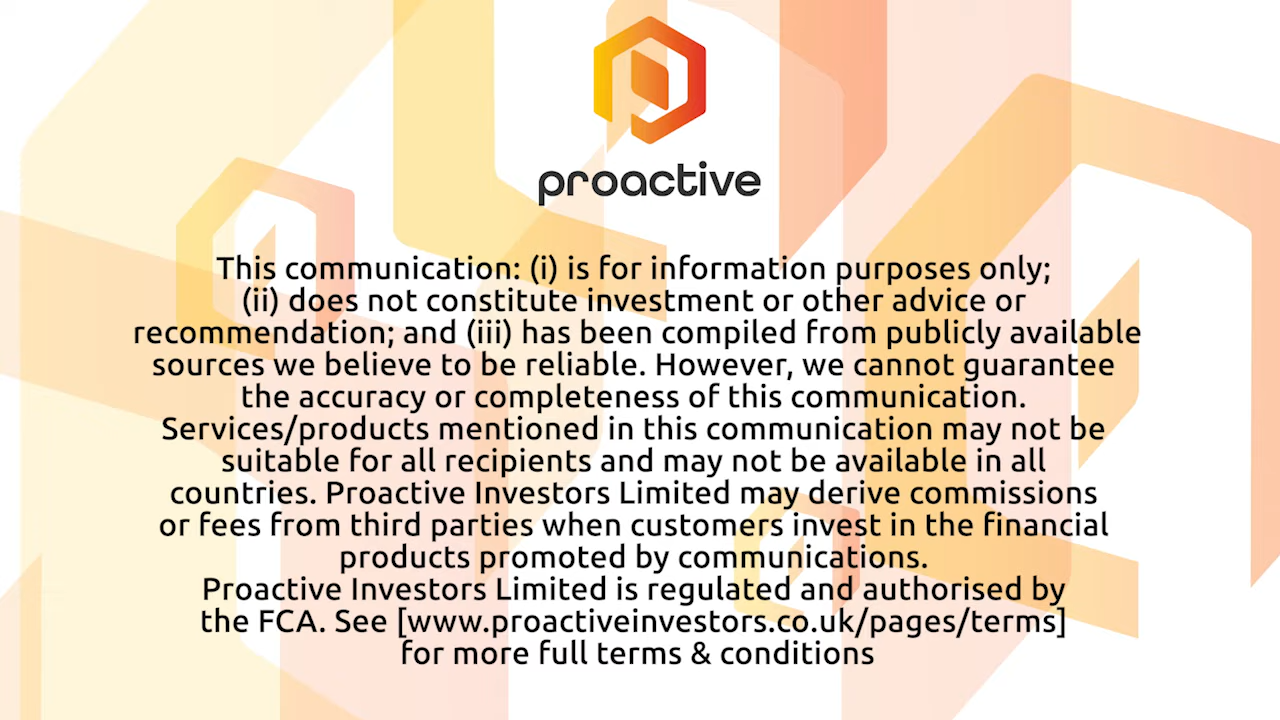 proactive
This communication: (i) is for information purposes only;
(ii) does not constitute investment or other advice or
recommendation; and (iii) has been compiled from publicly available
sources we believe to be reliable. However, we cannot guarantee
the accuracy or completeness of this communication.
Services/products mentioned in this communication may not be
suitable for all recipients and may not be available in all
countries. Proactive Investors Limited may derive commissions
or fees from third parties when customers invest in the financial
products promoted by communications.
Proactive Investors Limited is regulated and authorised by
the FCA. See [www.proactiveinvestors.co.uk/pages/terms]
for more full terms & conditions